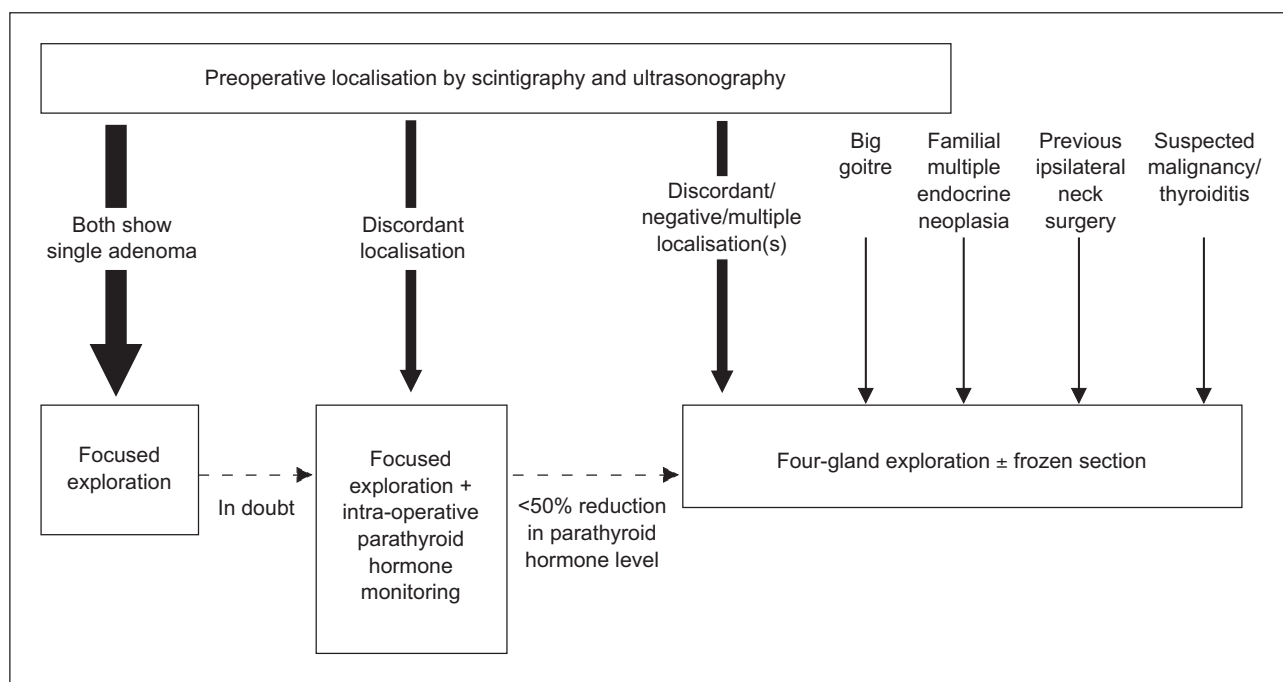 Preoperative localisation by scintigraphy and ultrasonography
Both show
single adenoma
Discordant
localisation
Discordant/
negative/multiple
localisation(s)
Big
goitre
Familial
multiple
endocrine
neoplasia
Previous
ipsilateral
neck
surgery
Suspected
malignancy/
thyroiditis
Focused
exploration
In doubt
Focused
exploration +
intra-operative
parathyroid
hormone
monitoring
<50% reduction
in parathyroid
hormone level
Four-gland exploration ± frozen section